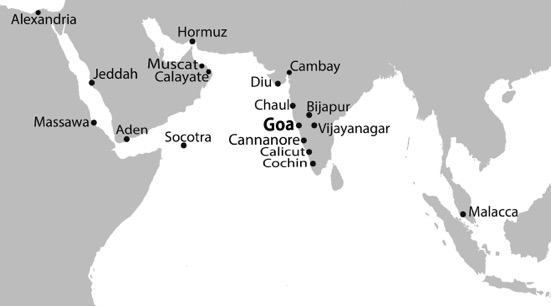 Alexandria
Hormuz
Muscat
Calayate
Jeddah
Cambay
Diu
Chaul
Bijapur
Massawa
Aden
Socotra
Goa
Vijayanagar
Cannanore
Calicut
Cochin
Malacca